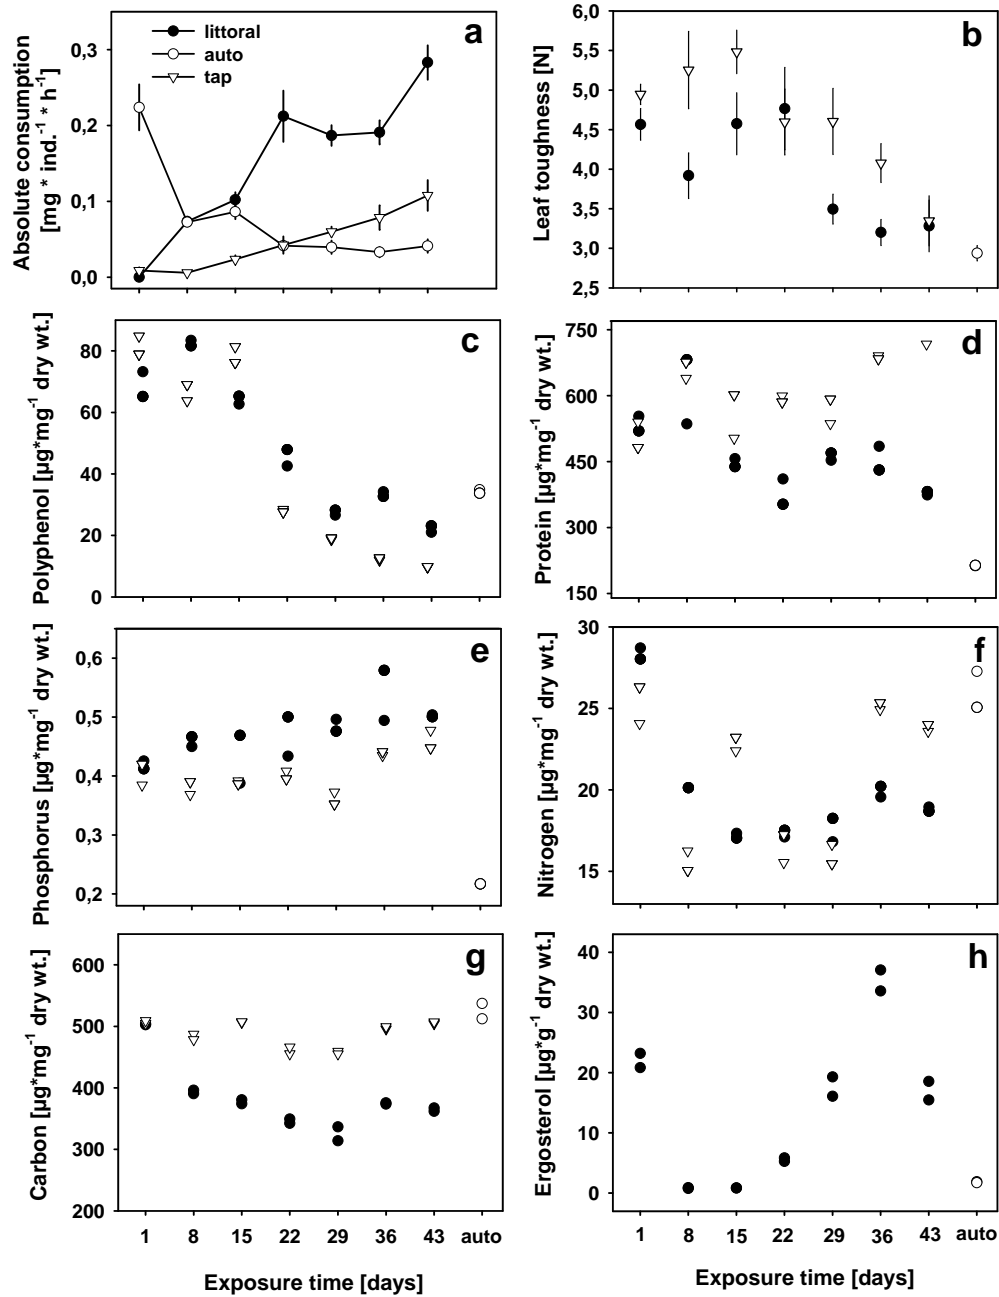 a
littoral
auto
tap
Absolute consumption
[mg * ind.⁻¹ * h⁻¹]
0,3
0,2
0,1
0,0
b
Leaf toughness [N]
6,0
5,5
5,0
4,5
4,0
3,5
3,0
2,5
c
Polyphenol [µg*mg⁻¹ dry wt.]
80
60
40
20
0
d
Protein [µg*mg⁻¹ dry wt.]
750
600
450
300
150
e
Phosphorus [µg*mg⁻¹ dry wt.]
0,6
0,5
0,4
0,3
0,2
f
Nitrogen [µg*mg⁻¹ dry wt.]
30
25
20
15
g
Carbon [µg*mg⁻¹ dry wt.]
600
500
400
300
200
1 8 15 22 29 36 43 auto
Exposure time [days]
h
Ergosterol [µg*g⁻¹ dry wt.]
40
30
20
10
0
1 8 15 22 29 36 43 auto
Exposure time [days]